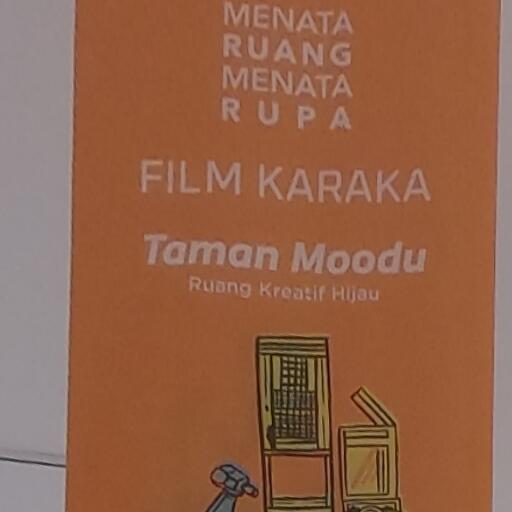 MENATA
RUANG
MENATA
RUPA
FILM KARAKA
Taman Moodu
Ruang Kreatif Hijau